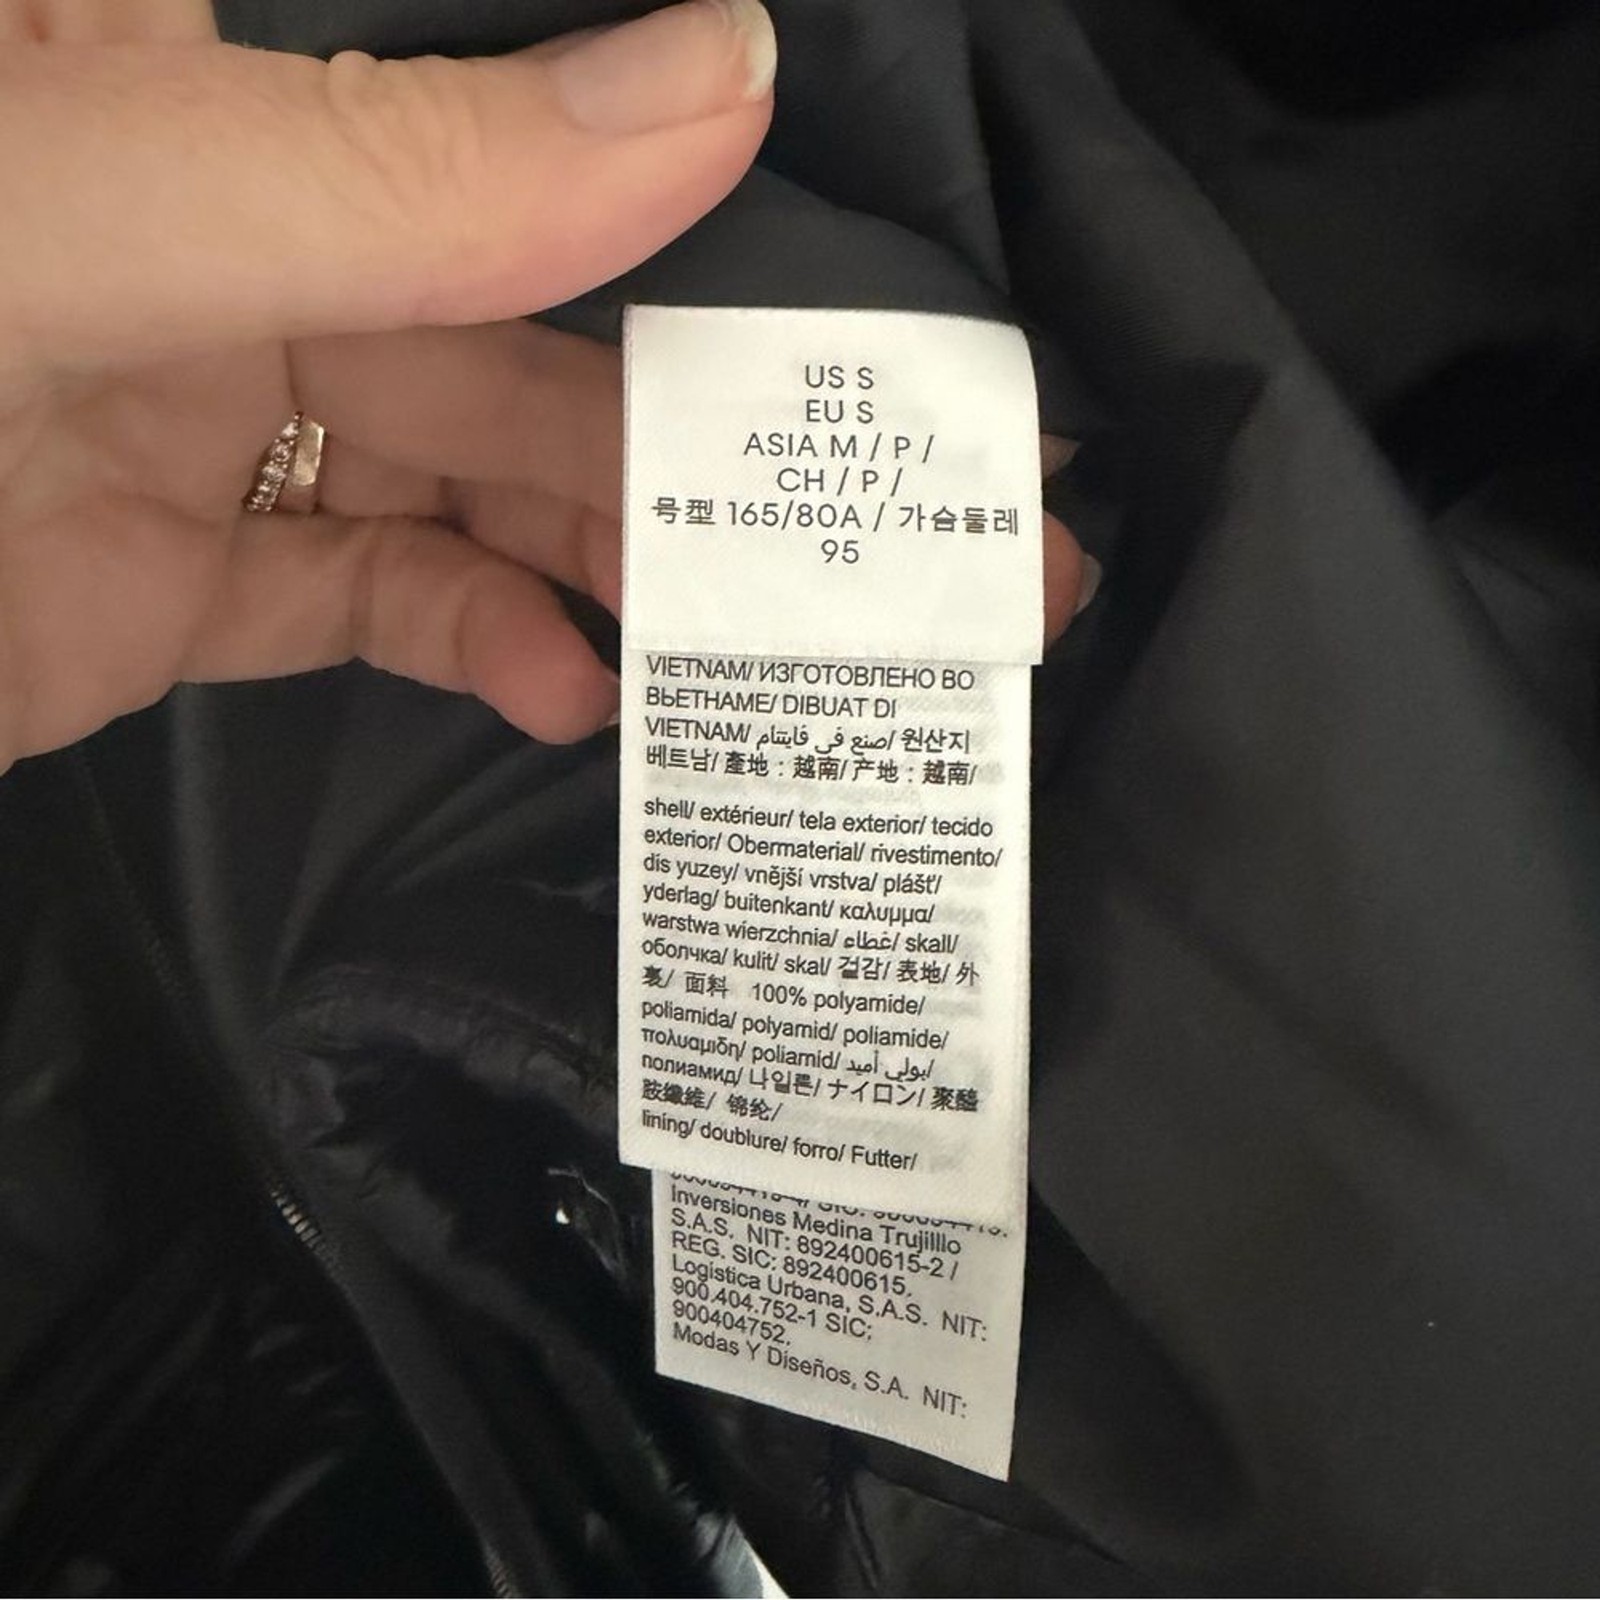 US S
EU S
ASIA M / P /
CH / P /
号型 165/80A / 가슴둘레
95
VIETNAM/ ИЗГОТОВЛЕНО ВО
ВЬЕТНАМЕ/ DIBUAT DI
VIETNAM/ صنع في فايتنام/ 원산지
베트남/ 產地：越南/ 产地：越南/
shell/ extérieur/ tela exterior/ tecido
exterior/ Obermaterial/ rivestimento/
dis yuzey/ vnější vrstva/ plášť/
yderlag/ buitenkant/ καλυμμα/
warstwa wierzchnia/ غطاء/ skall/
оболчка/ kulit/ skal/ 겉감/ 表地/ 外
裏/ 面料 100% polyamide/
poliamida/ polyamid/ poliamide/
πολυαμιδη/ poliamid/ بولي أميد/
полиамид/ 나일론/ ナイロン/ 聚醯
胺纖維/ 锦纶/
lining/ doublure/ forro/ Futter/
Inversiones Medina Trujilllo
S.A.S. NIT: 892400615-2 /
REG. SIC: 892400615.
Logistica Urbana, S.A.S. NIT:
900.404.752-1 SIC:
900404752.
Modas Y Diseños, S.A. NIT: